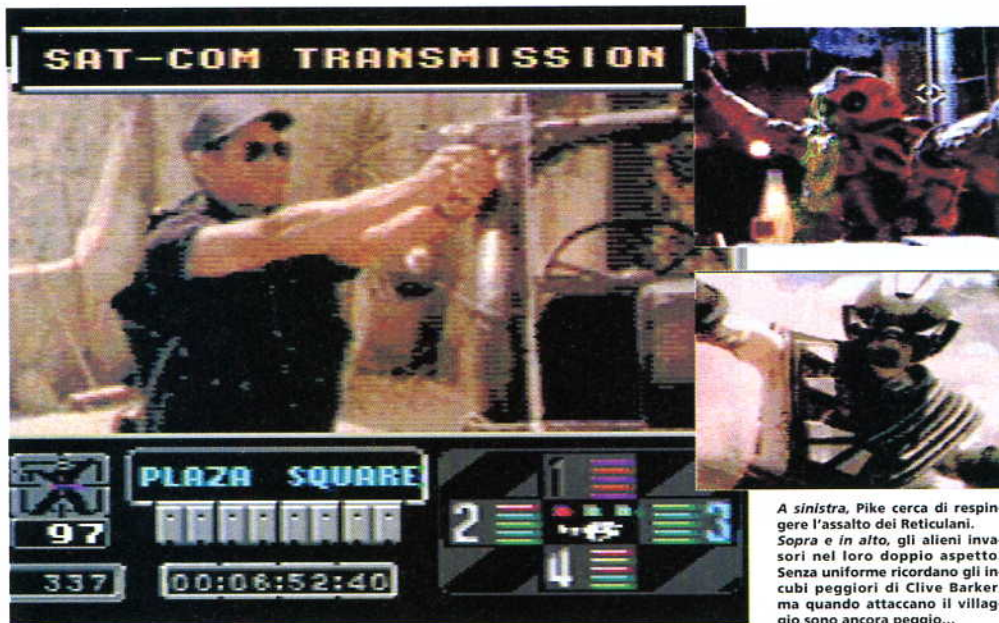 SAT-COM TRANSMISSION
PLAZA SQUARE
97
337
00:06:52:40
1
2
3
4
A sinistra, Pike cerca di respin-
gere l'assalto dei Reticulani.
Sopra e in alto, gli alieni inva-
sori nel loro doppio aspetto.
Senza uniforme ricordano gli in-
cubi peggiori di Clive Barker,
ma quando attaccano il villag-
gio sono ancora peggio...